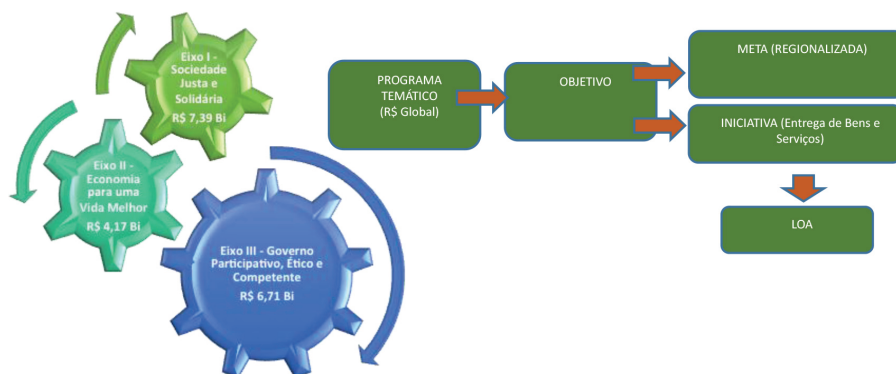 Eixo I -
Sociedade
Justa e
Solidária
R$ 7,39 Bi
Eixo II -
Economia
para uma
Vida Melhor
R$ 4,17 Bi
Eixo III - Governo
Participativo, Ético e
Competente
R$ 6,71 Bi
PROGRAMA
TEMÁTICO
(R$ Global)
OBJETIVO
META (REGIONALIZADA)
INICIATIVA (Entrega de Bens e
Serviços)
LOA